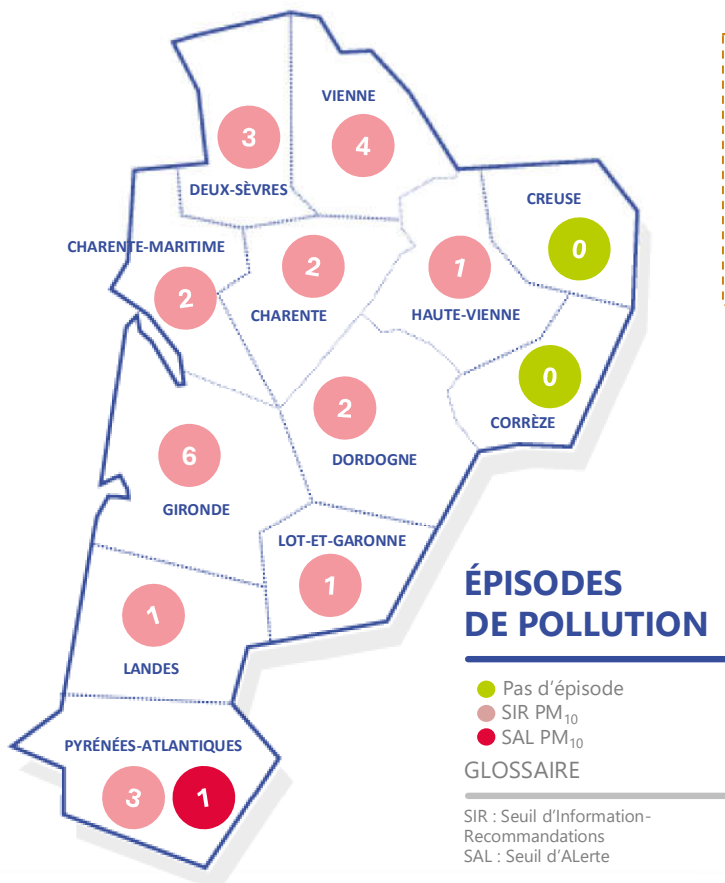 VIENNE
3
4
DEUX-SÈVRES
CREUSE
0
CHARENTE-MARITIME
2
2
1
CHARENTE
HAUTE-VIENNE
0
2
CORRÈZE
6
DORDOGNE
GIRONDE
LOT-ET-GARONNE
1
1
LANDES
PYRÉNÉES-ATLANTIQUES
3
1
ÉPISODES
DE POLLUTION
Pas d'épisode
SIR PM₁₀
SAL PM₁₀
GLOSSAIRE
SIR : Seuil d'Information-
Recommandations
SAL : Seuil d'ALerte